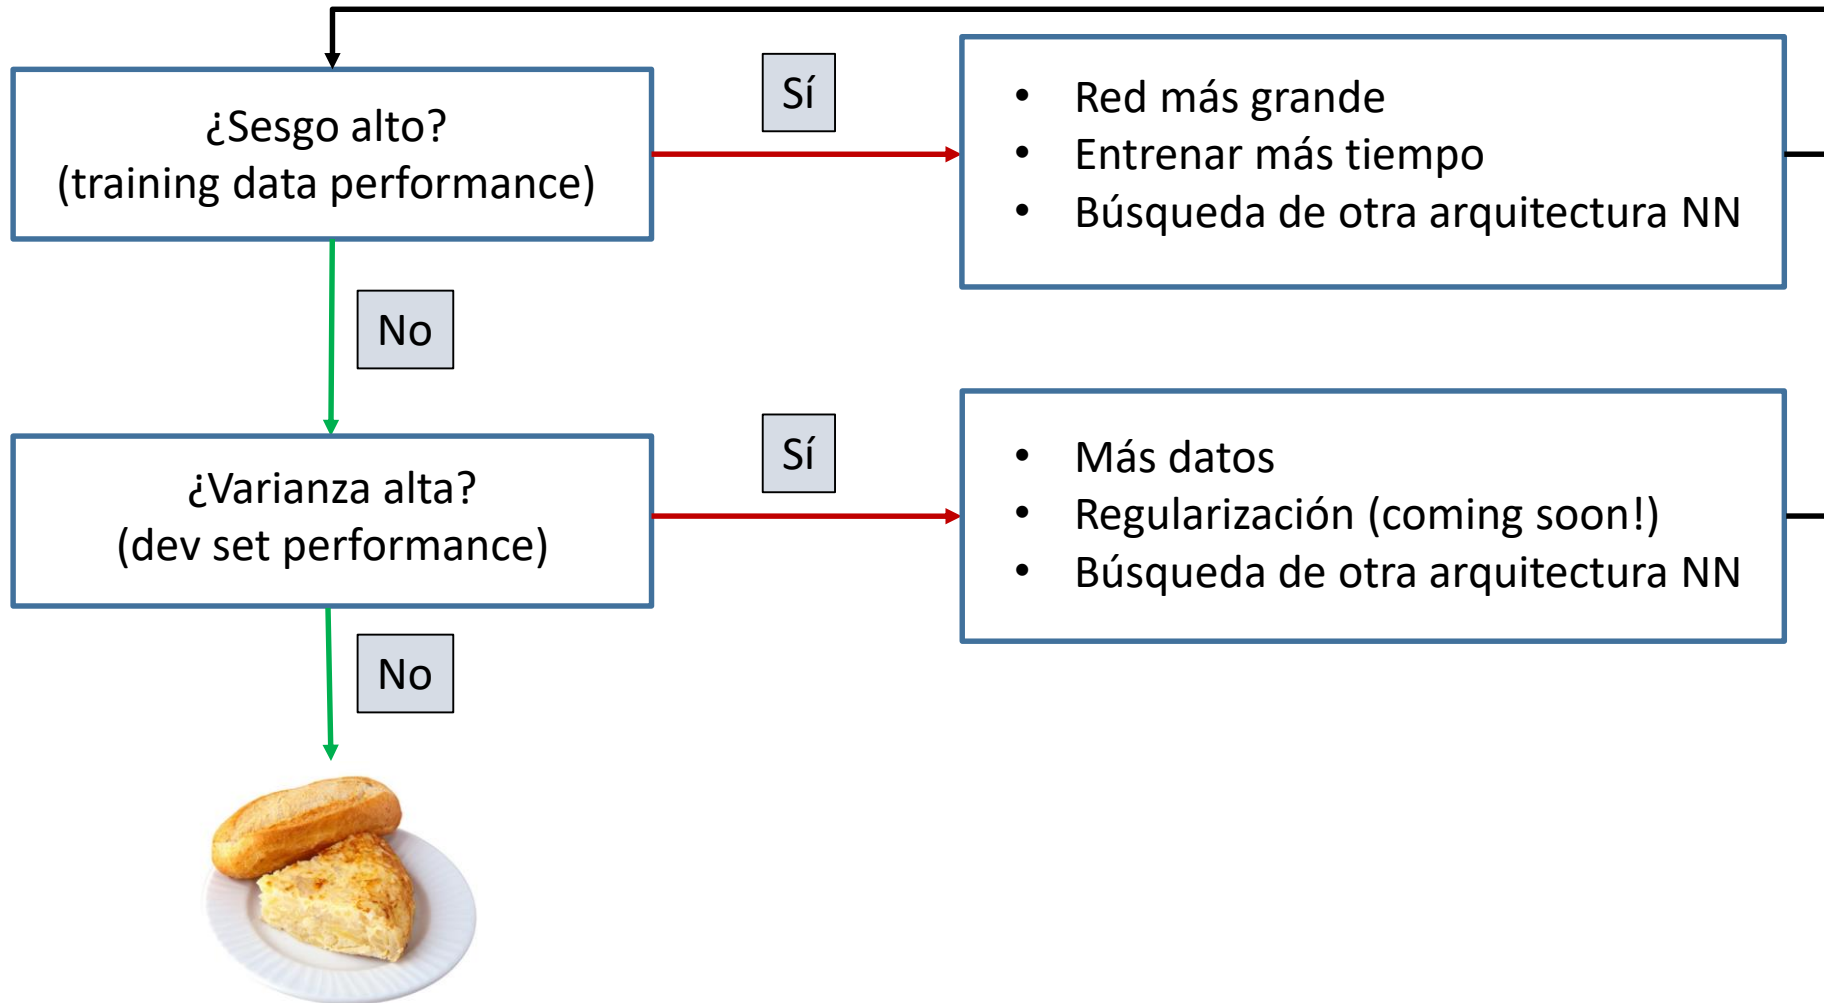 ¿Sesgo alto?
(training data performance)
Sí
• Red más grande
• Entrenar más tiempo
• Búsqueda de otra arquitectura NN
No
¿Varianza alta?
(dev set performance)
Sí
• Más datos
• Regularización (coming soon!)
• Búsqueda de otra arquitectura NN
No